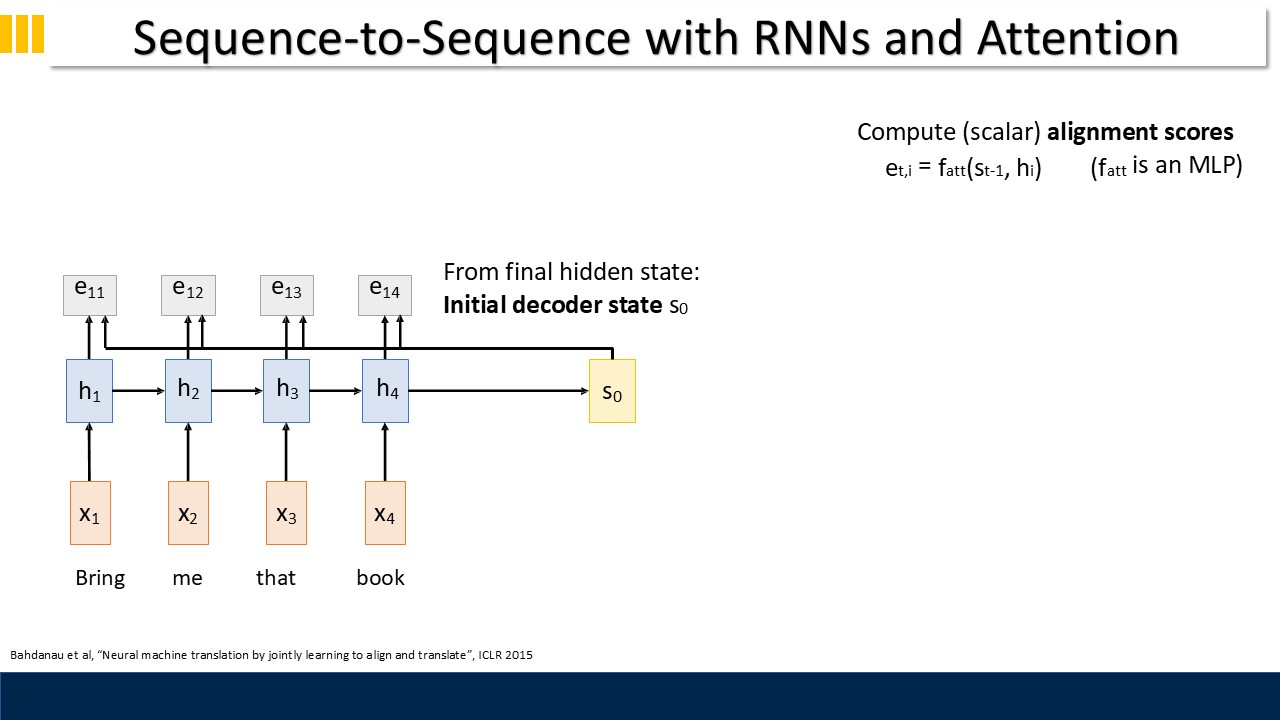 Sequence-to-Sequence with RNNs and Attention
Compute (scalar) alignment scores
eₜ,ᵢ = fₐₜₜ(sₜ₋₁, hᵢ) (fₐₜₜ is an MLP)
From final hidden state:
Initial decoder state s₀
e₁₁ e₁₂ e₁₃ e₁₄
h₁ h₂ h₃ h₄ s₀
x₁ x₂ x₃ x₄
Bring me that book
Bahdanau et al, “Neural machine translation by jointly learning to align and translate”, ICLR 2015